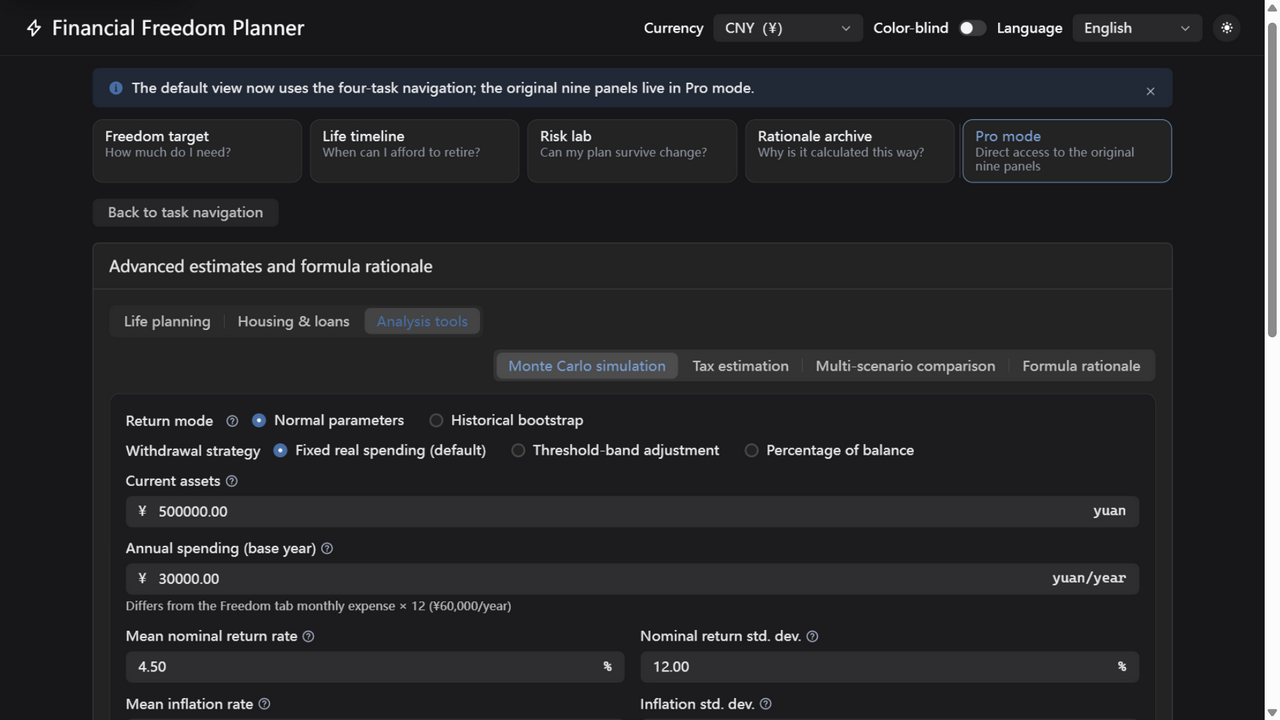 Financial Freedom Planner
Currency CNY (¥) Color-blind Language English
The default view now uses the four-task navigation; the original nine panels live in Pro mode.
Freedom target
How much do I need?
Life timeline
When can I afford to retire?
Risk lab
Can my plan survive change?
Rationale archive
Why is it calculated this way?
Pro mode
Direct access to the original
nine panels
Back to task navigation
Advanced estimates and formula rationale
Life planning Housing & loans Analysis tools
Monte Carlo simulation Tax estimation Multi-scenario comparison Formula rationale
Return mode Normal parameters Historical bootstrap
Withdrawal strategy Fixed real spending (default) Threshold-band adjustment Percentage of balance
Current assets
¥ 500000.00 yuan
Annual spending (base year)
¥ 30000.00 yuan/year
Differs from the Freedom tab monthly expense × 12 (¥60,000/year)
Mean nominal return rate Nominal return std. dev.
4.50 % 12.00 %
Mean inflation rate Inflation std. dev.